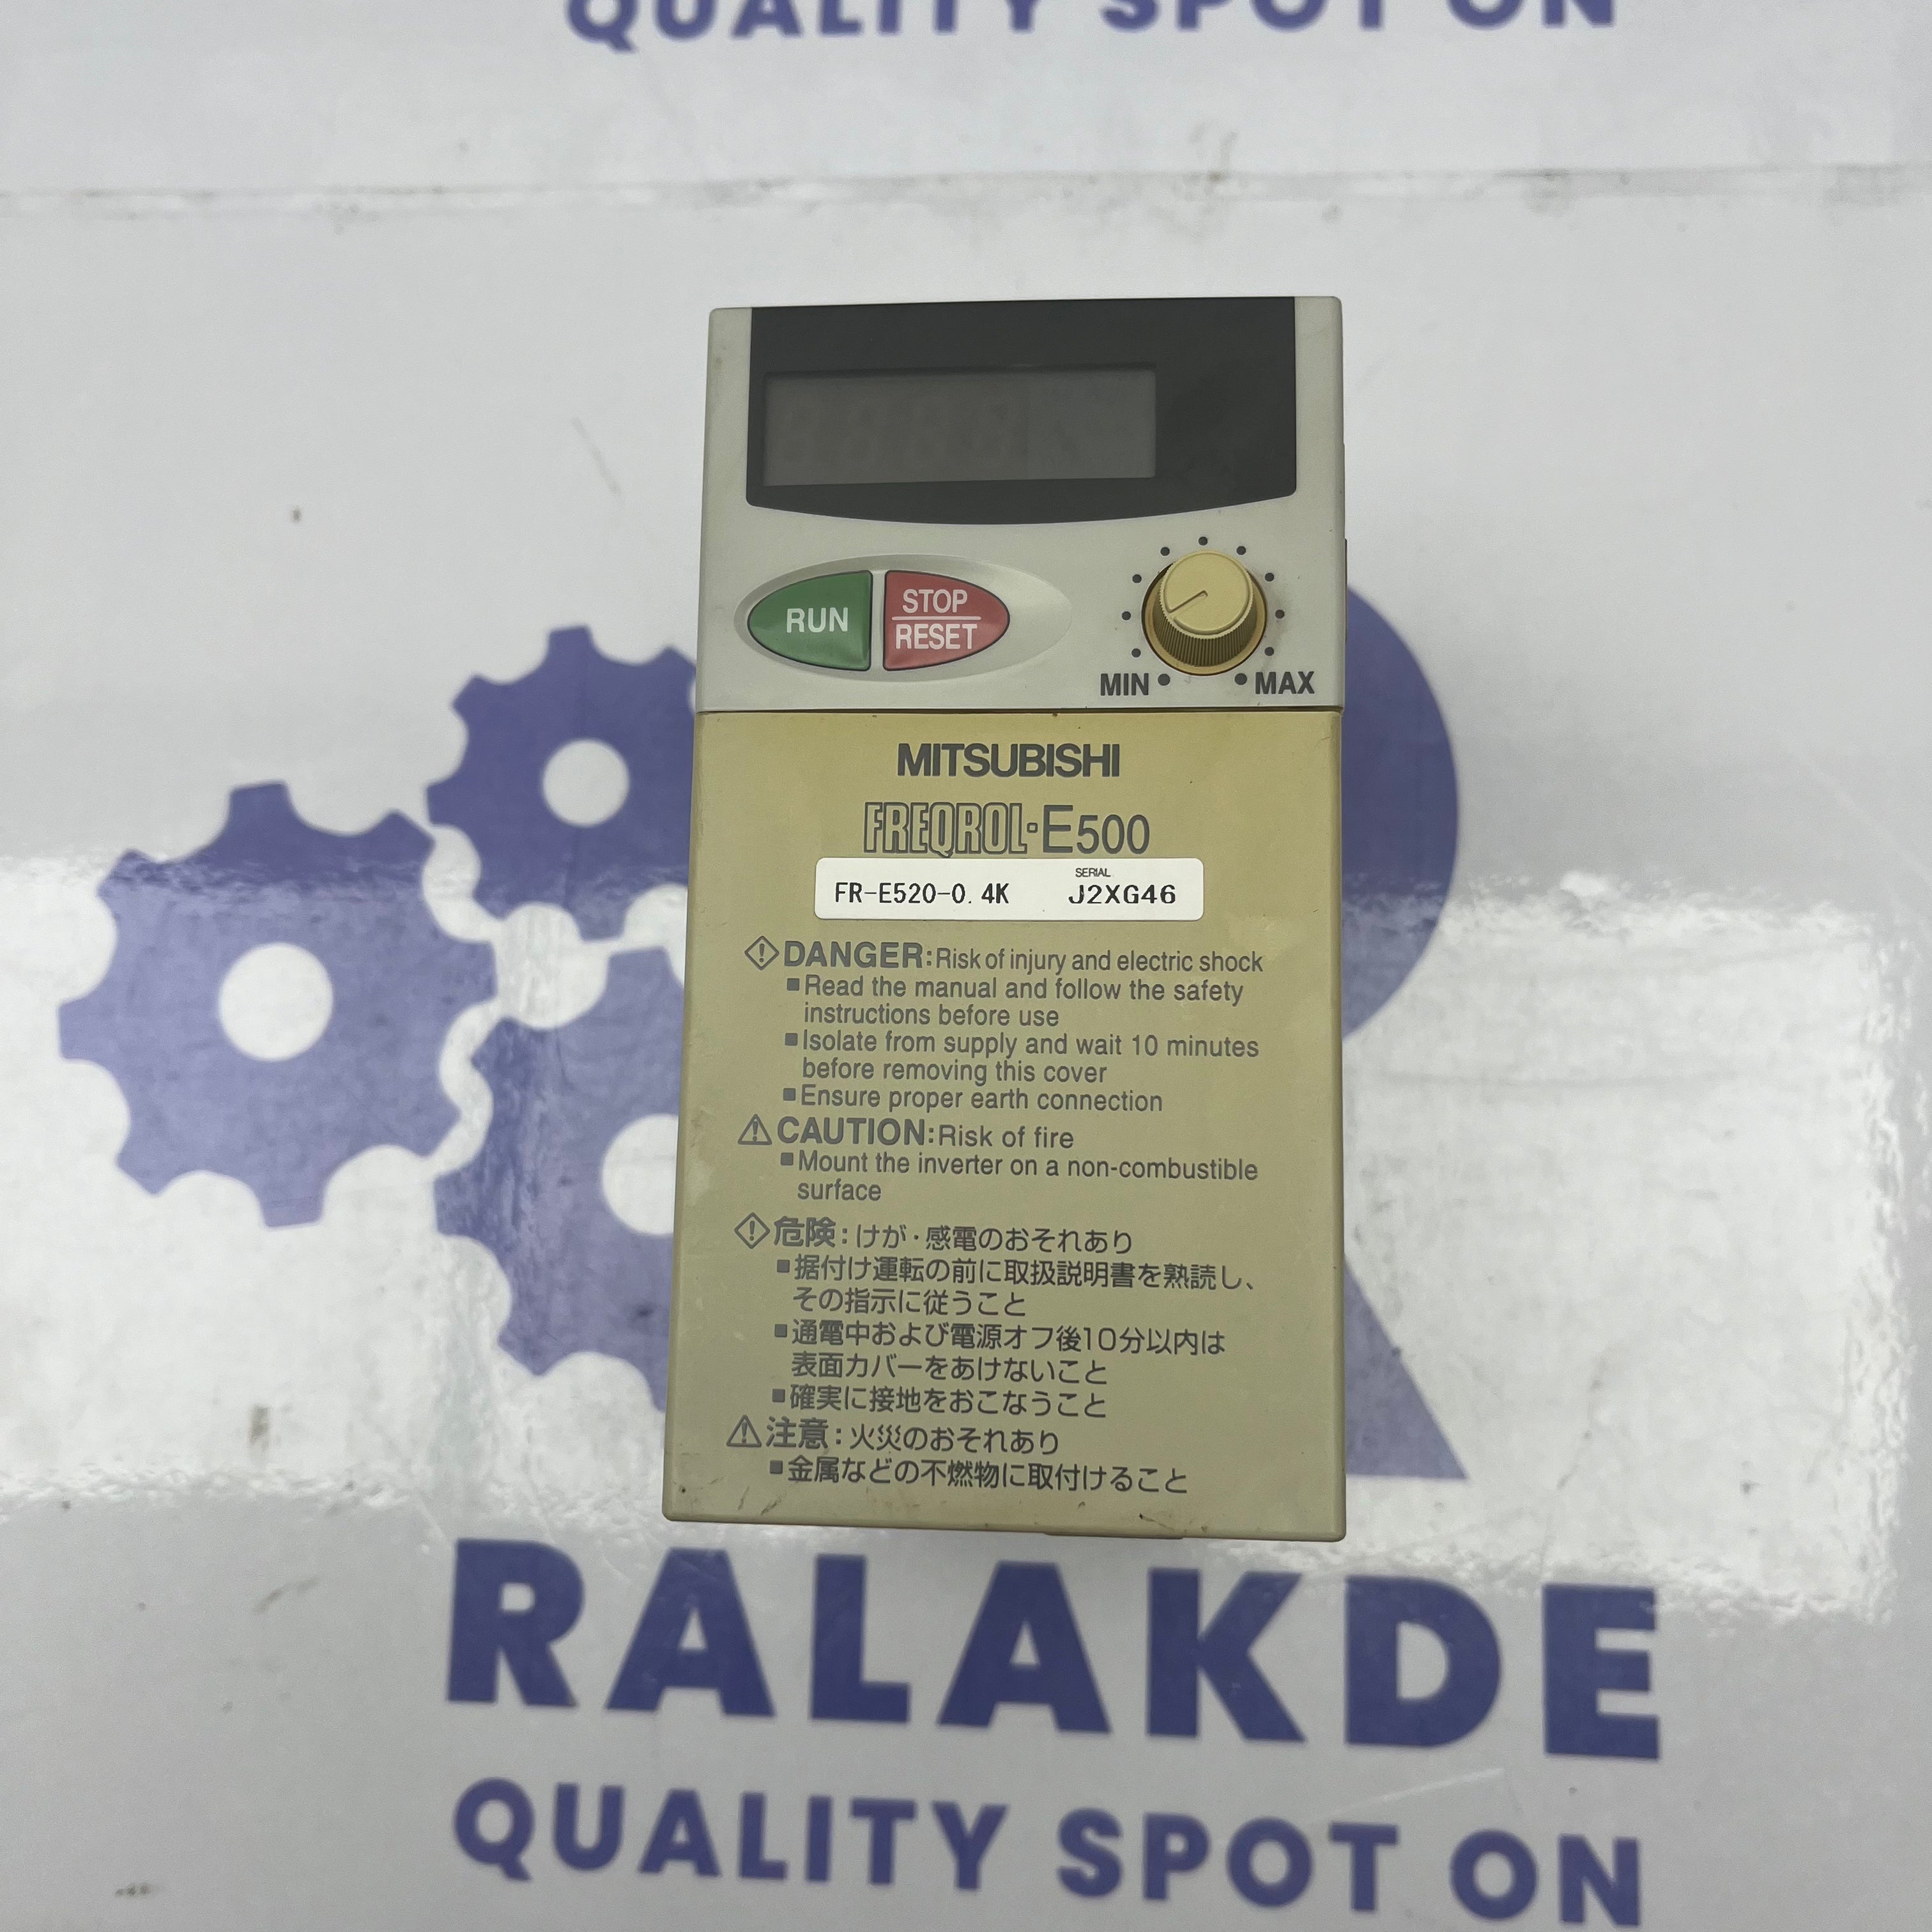 QUALITY SPOT ON
RUN
STOP
RESET
MIN
MAX
MITSUBISHI
FREQROL-E500
SERIAL
FR-E520-0.4K J2XG46
DANGER:Risk of injury and electric shock
■Read the manual and follow the safety
instructions before use
■Isolate from supply and wait 10 minutes
before removing this cover
■Ensure proper earth connection
CAUTION:Risk of fire
■Mount the inverter on a non-combustible
surface
危険:けが・感電のおそれあり
■据付け運転の前に取扱説明書を熟読し、
その指示に従うこと
■通電中および電源オフ後10分以内は
表面カバーをあけないこと
■確実に接地をおこなうこと
注意:火災のおそれあり
■金属などの不燃物に取付けること
RALAKDE
QUALITY SPOT ON